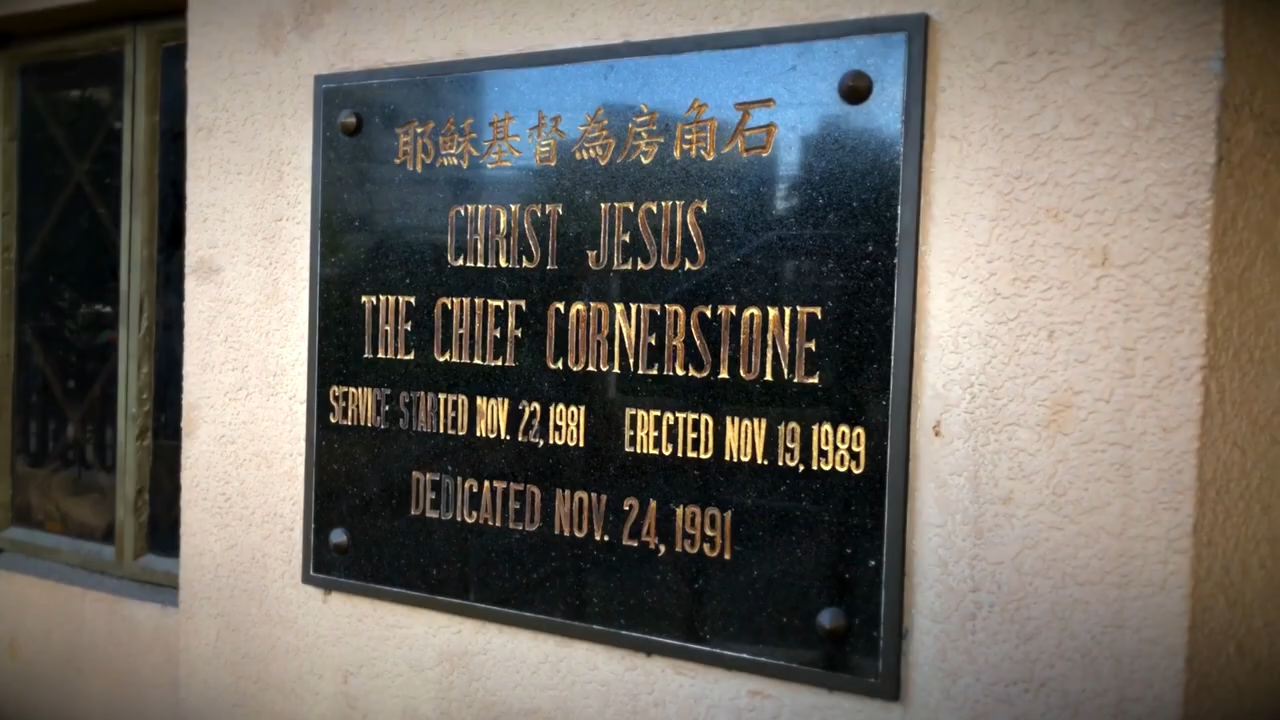 耶穌基督為房角石
CHRIST JESUS
THE CHIEF CORNERSTONE
SERVICE STARTED NOV. 22, 1981 ERECTED NOV. 19, 1989
DEDICATED NOV. 24, 1991